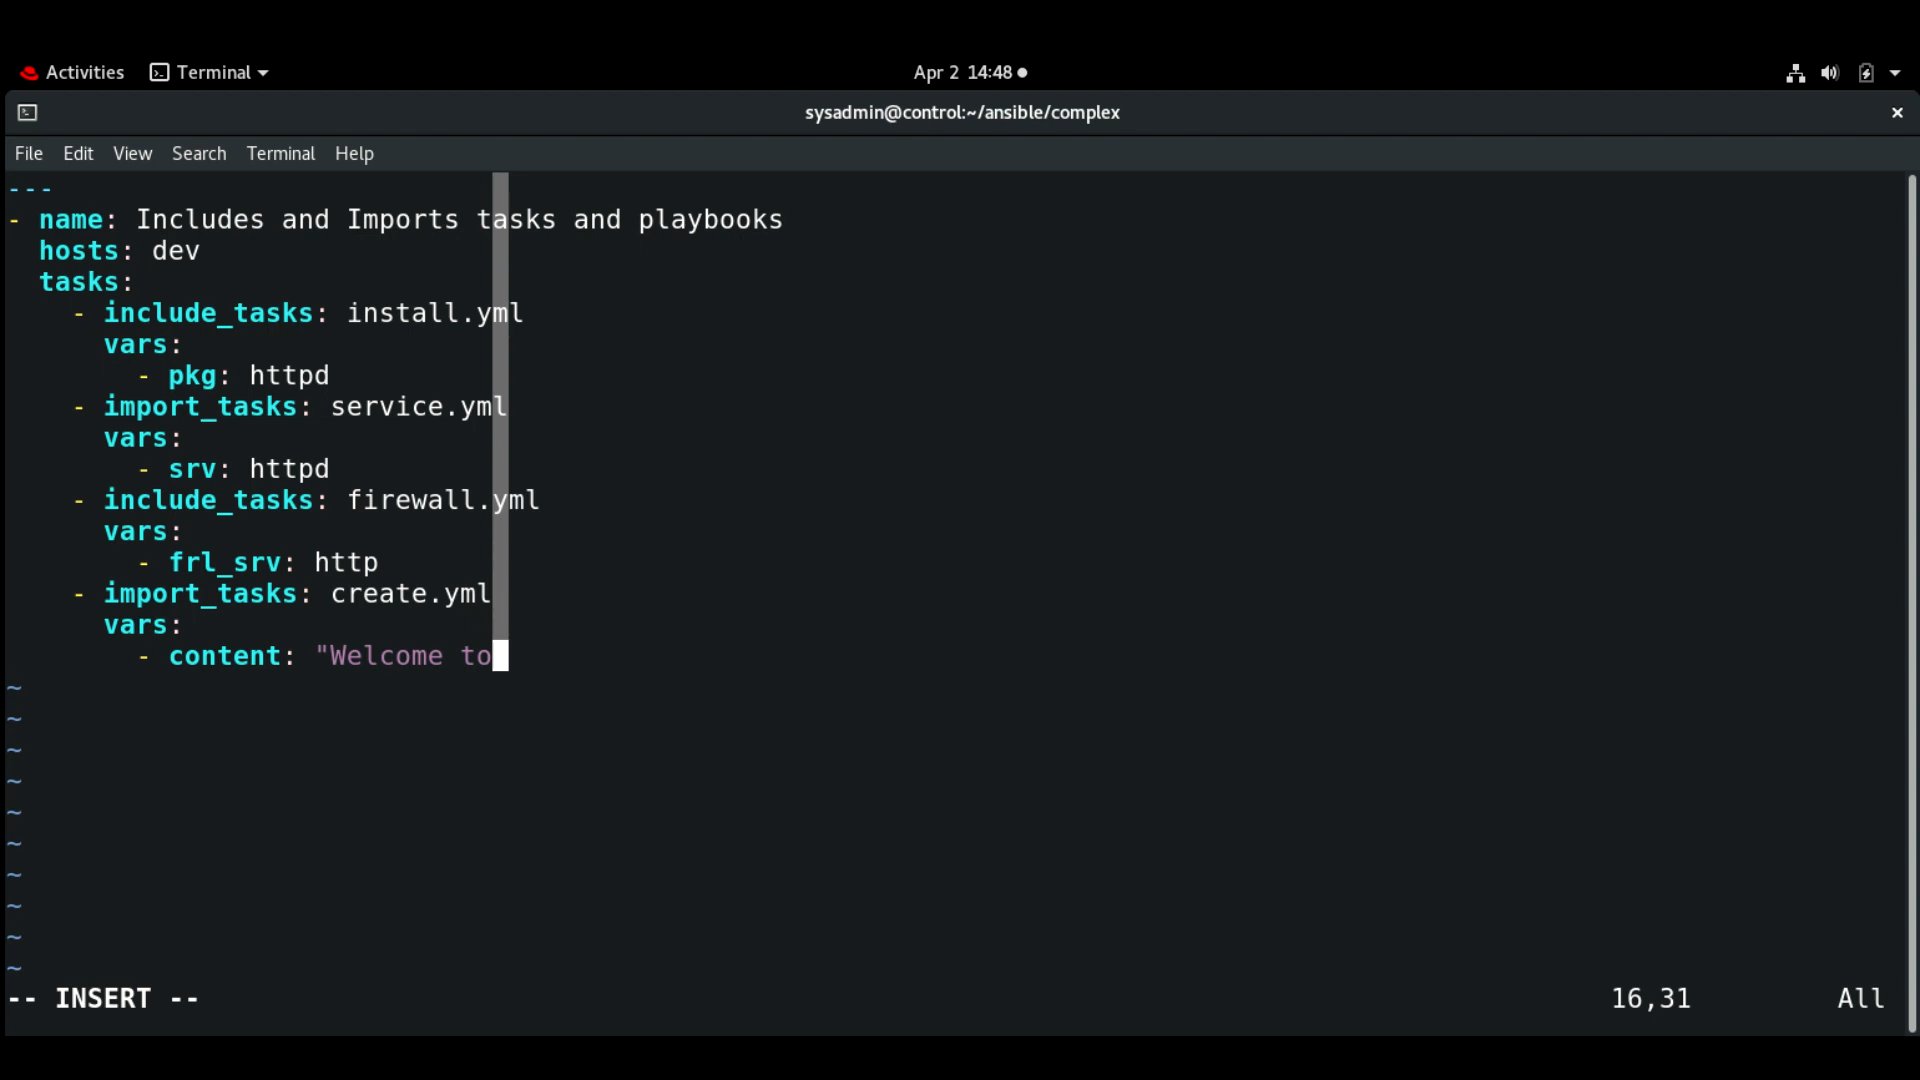 Activities Terminal Apr 2 14:48
sysadmin@control:~/ansible/complex
File Edit View Search Terminal Help
---
- name: Includes and Imports tasks and playbooks
  hosts: dev
  tasks:
    - include_tasks: install.yml
      vars:
        - pkg: httpd
    - import_tasks: service.yml
      vars:
        - srv: httpd
    - include_tasks: firewall.yml
      vars:
        - frl_srv: http
    - import_tasks: create.yml
      vars:
        - content: "Welcome to
~
~
~
~
~
~
~
~
~
~
-- INSERT -- 16,31 All